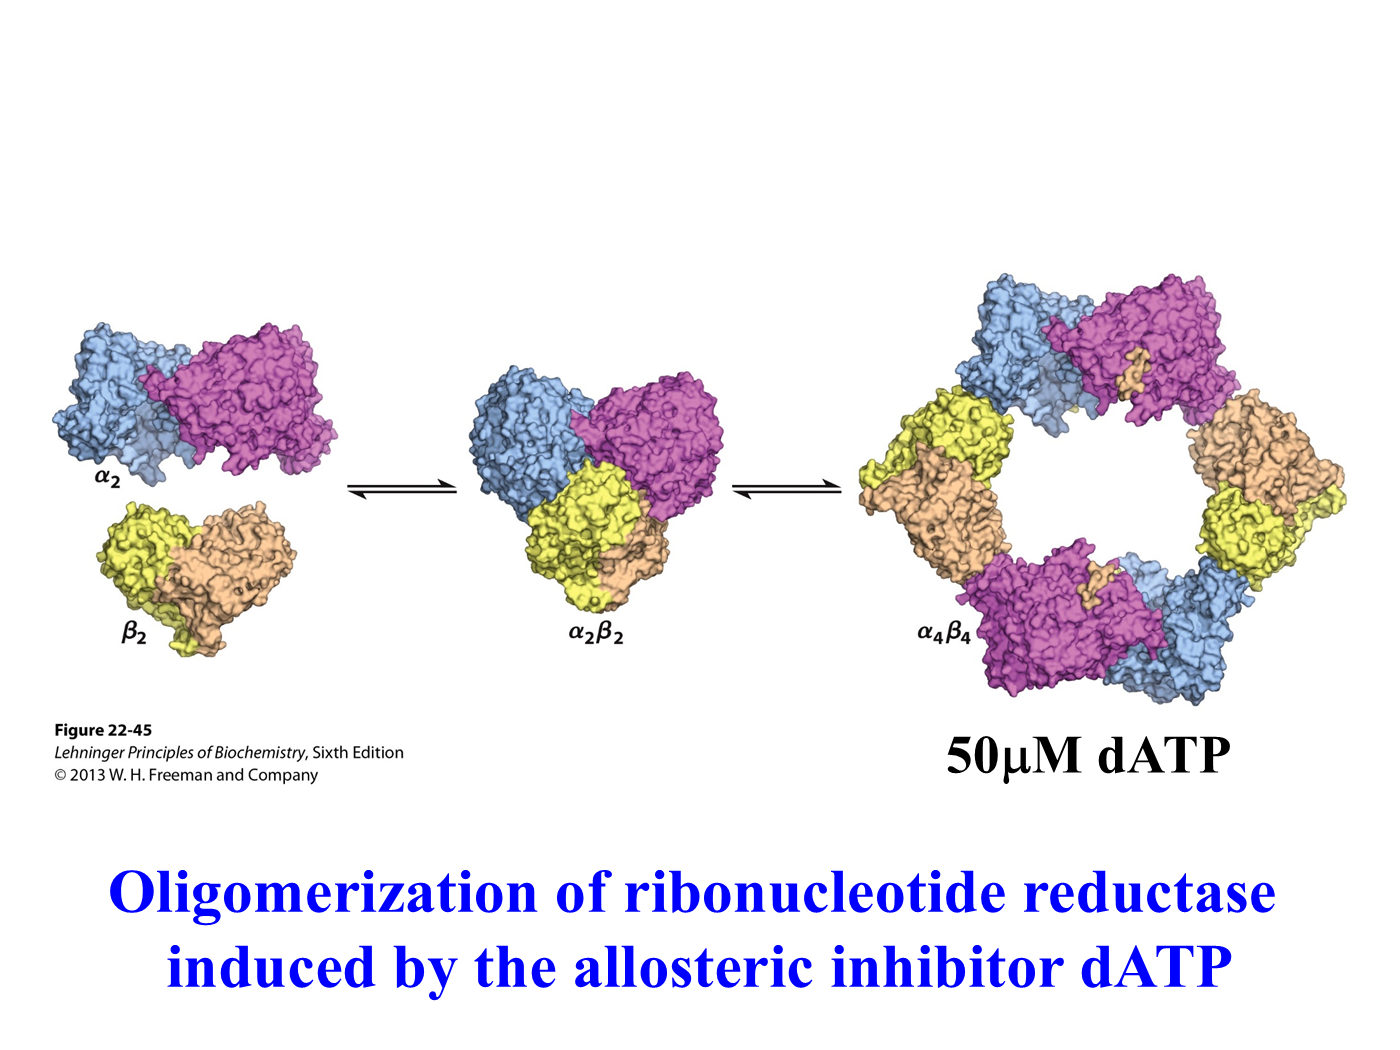 α2
β2
α2β2
α4β4
Figure 22-45
Lehninger Principles of Biochemistry, Sixth Edition
© 2013 W. H. Freeman and Company
50μM dATP
Oligomerization of ribonucleotide reductase
induced by the allosteric inhibitor dATP